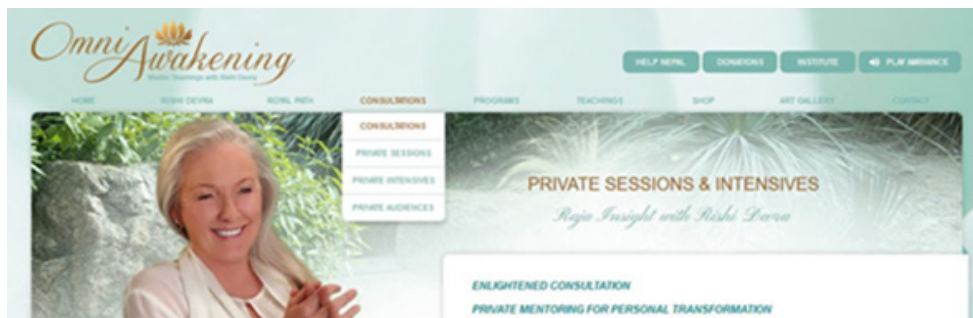 Omni Awakening
Master Teachings with Rishi Devra
HELP NEPAL DONATIONS INSTITUTE PLAY AMBIANCE
HOME RISHI DEVRA ROYAL PATH CONSULTATIONS PROGRAMS TEACHINGS SHOP ART GALLERY CONTACT
CONSULTATIONS
PRIVATE SESSIONS
PRIVATE INTENSIVES
PRIVATE AUDIENCES
PRIVATE SESSIONS & INTENSIVES
Raja Insight with Rishi Devra
ENLIGHTENED CONSULTATION
PRIVATE MENTORING FOR PERSONAL TRANSFORMATION